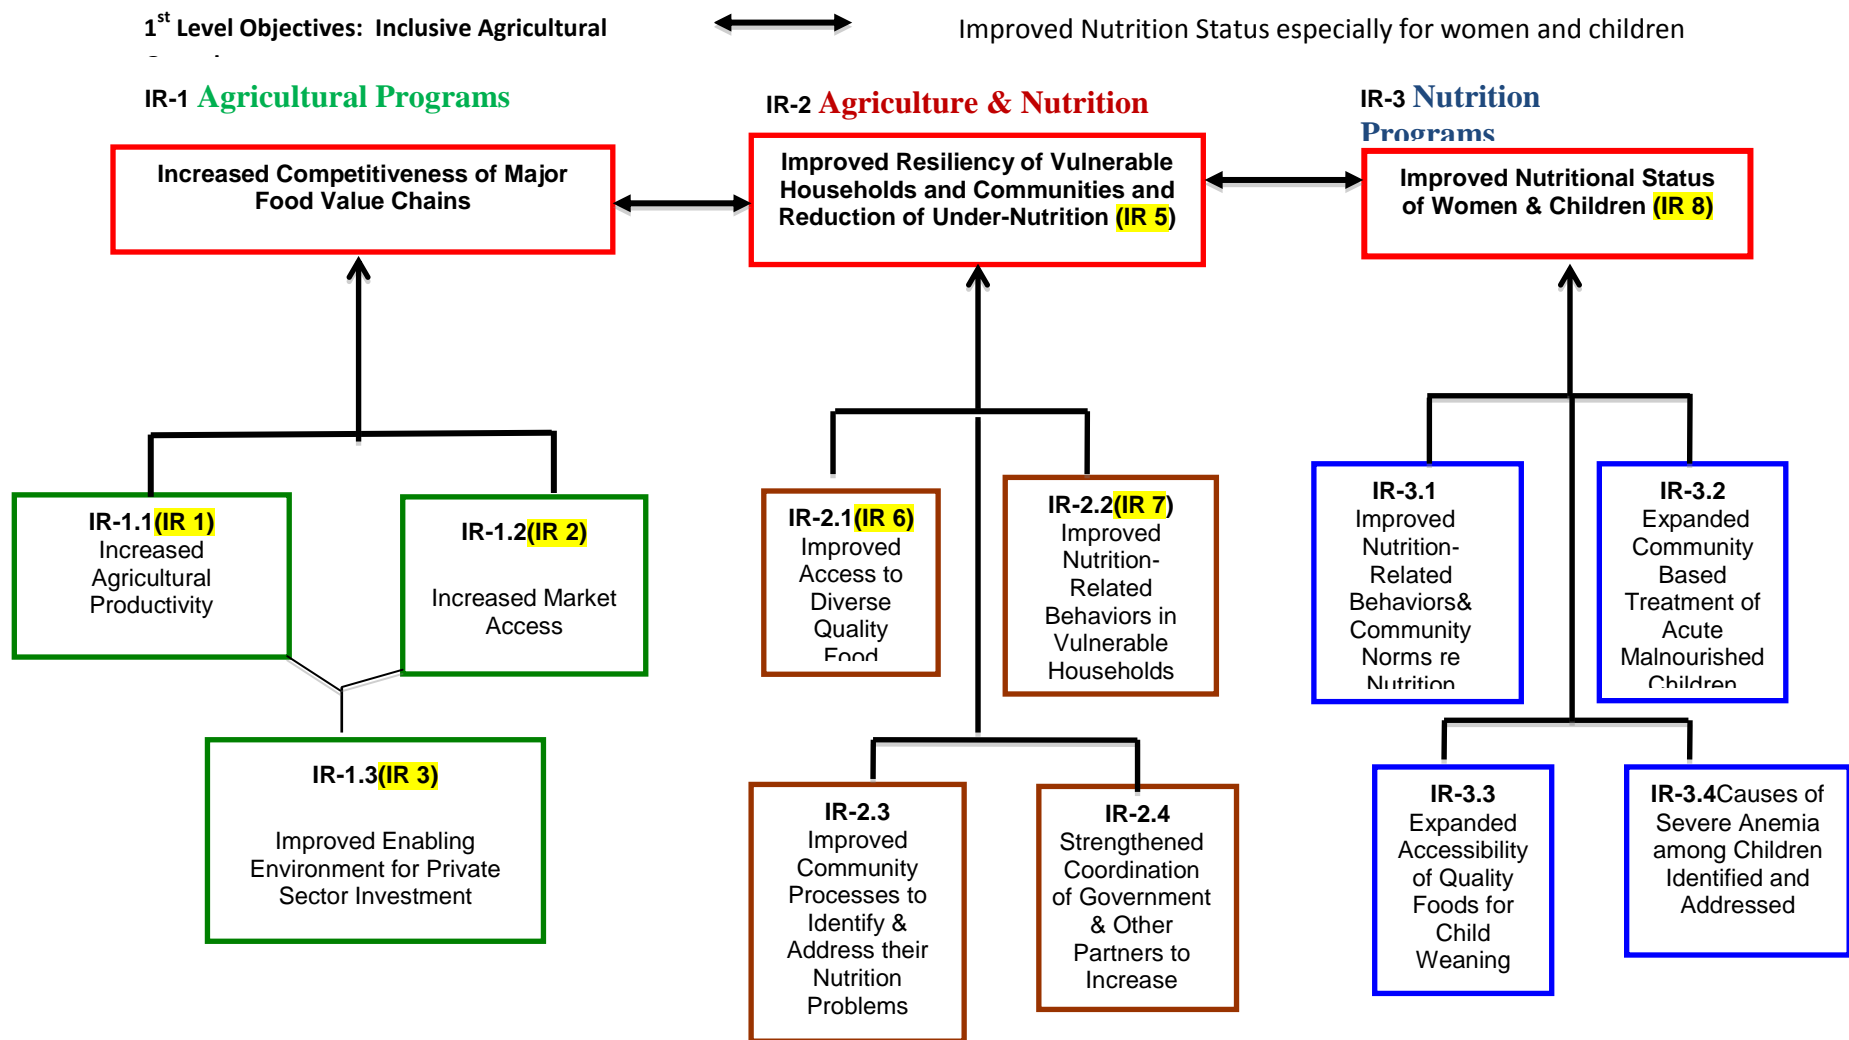 1st Level Objectives: Inclusive Agricultural
Improved Nutrition Status especially for women and children
IR-1 Agricultural Programs
IR-2 Agriculture & Nutrition
IR-3 Nutrition
Programs
Increased Competitiveness of Major
Food Value Chains
Improved Resiliency of Vulnerable
Households and Communities and
Reduction of Under-Nutrition (IR 5)
Improved Nutritional Status
of Women & Children (IR 8)
IR-1.1(IR 1)
Increased
Agricultural
Productivity
IR-1.2(IR 2)
Increased Market
Access
IR-1.3(IR 3)
Improved Enabling
Environment for Private
Sector Investment
IR-2.1(IR 6)
Improved
Access to
Diverse
Quality
Food
IR-2.2(IR 7)
Improved
Nutrition-
Related
Behaviors in
Vulnerable
Households
IR-2.3
Improved
Community
Processes to
Identify &
Address their
Nutrition
Problems
IR-2.4
Strengthened
Coordination
of Government
& Other
Partners to
Increase
IR-3.1
Improved
Nutrition-
Related
Behaviors&
Community
Norms re
Nutrition
IR-3.2
Expanded
Community
Based
Treatment of
Acute
Malnourished
Children
IR-3.3
Expanded
Accessibility
of Quality
Foods for
Child
Weaning
IR-3.4Causes of
Severe Anemia
among Children
Identified and
Addressed